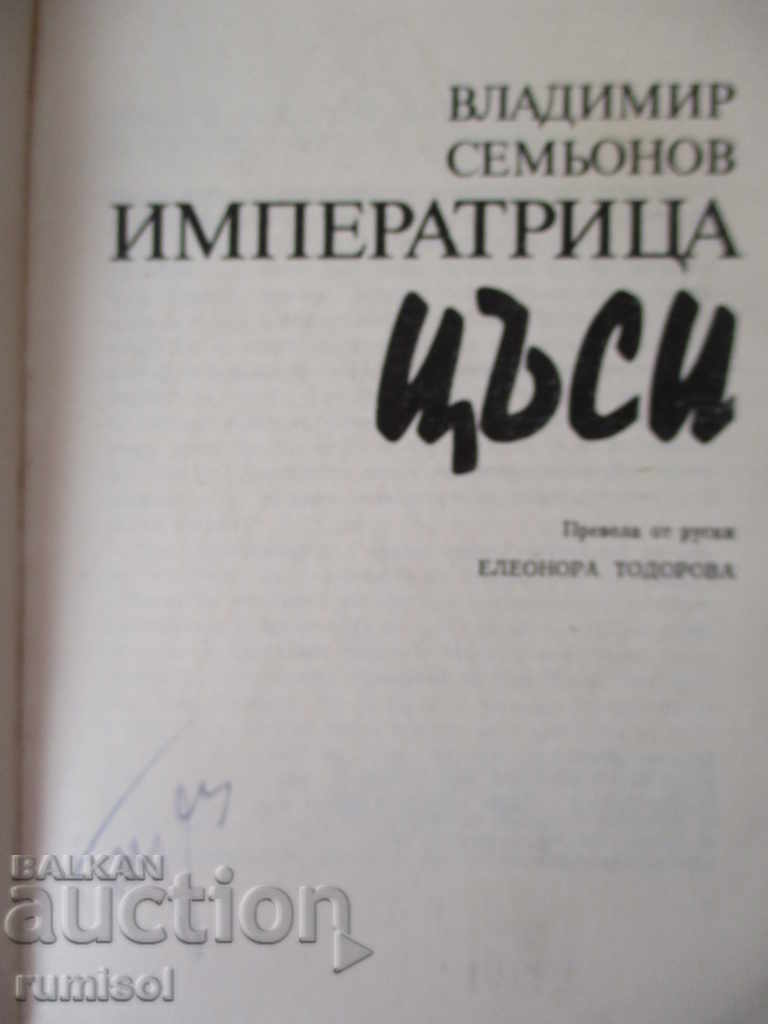 ВЛАДИМИР
СЕМЬОНОВ
ИМПЕРАТРИЦА
ЦЪСИ
Превела от руски
ЕЛЕОНОРА ТОДОРОВА
BALKAN
auction
rumisol